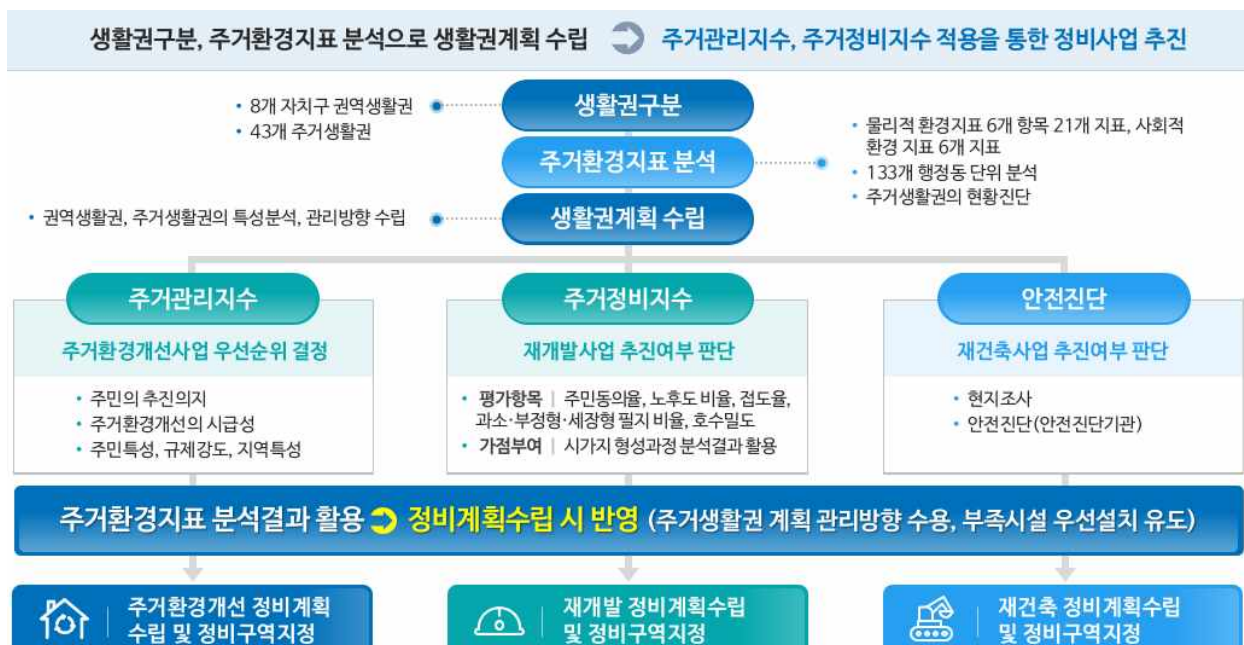 생활권구분, 주거환경지표 분석으로 생활권계획 수립 주거관리지수, 주거정비지수 적용을 통한 정비사업 추진
• 8개 자치구 권역생활권
• 43개 주거생활권
생활권구분
주거환경지표 분석
• 물리적 환경지표 6개 항목 21개 지표, 사회적
환경 지표 6개 지표
• 133개 행정동 단위 분석
• 주거생활권의 현황진단
• 권역생활권, 주거생활권의 특성분석, 관리방향 수립
생활권계획 수립
주거관리지수
주거환경개선사업 우선순위 결정
• 주민의 추진의지
• 주거환경개선의 시급성
• 주민특성, 규제강도, 지역특성
주거정비지수
재개발사업 추진여부 판단
• 평가항목 | 주민동의율, 노후도 비율, 접도율,
과소·부정형·세장형 필지 비율, 호수밀도
• 가점부여 | 시가지 형성과정 분석결과 활용
안전진단
재건축사업 추진여부 판단
• 현지조사
• 안전진단(안전진단기관)
주거환경지표 분석결과 활용 정비계획수립 시 반영 (주거생활권 계획 관리방향 수용, 부족시설 우선설치 유도)
주거환경개선 정비계획
수립 및 정비구역지정
재개발 정비계획수립
및 정비구역지정
재건축 정비계획수립
및 정비구역지정